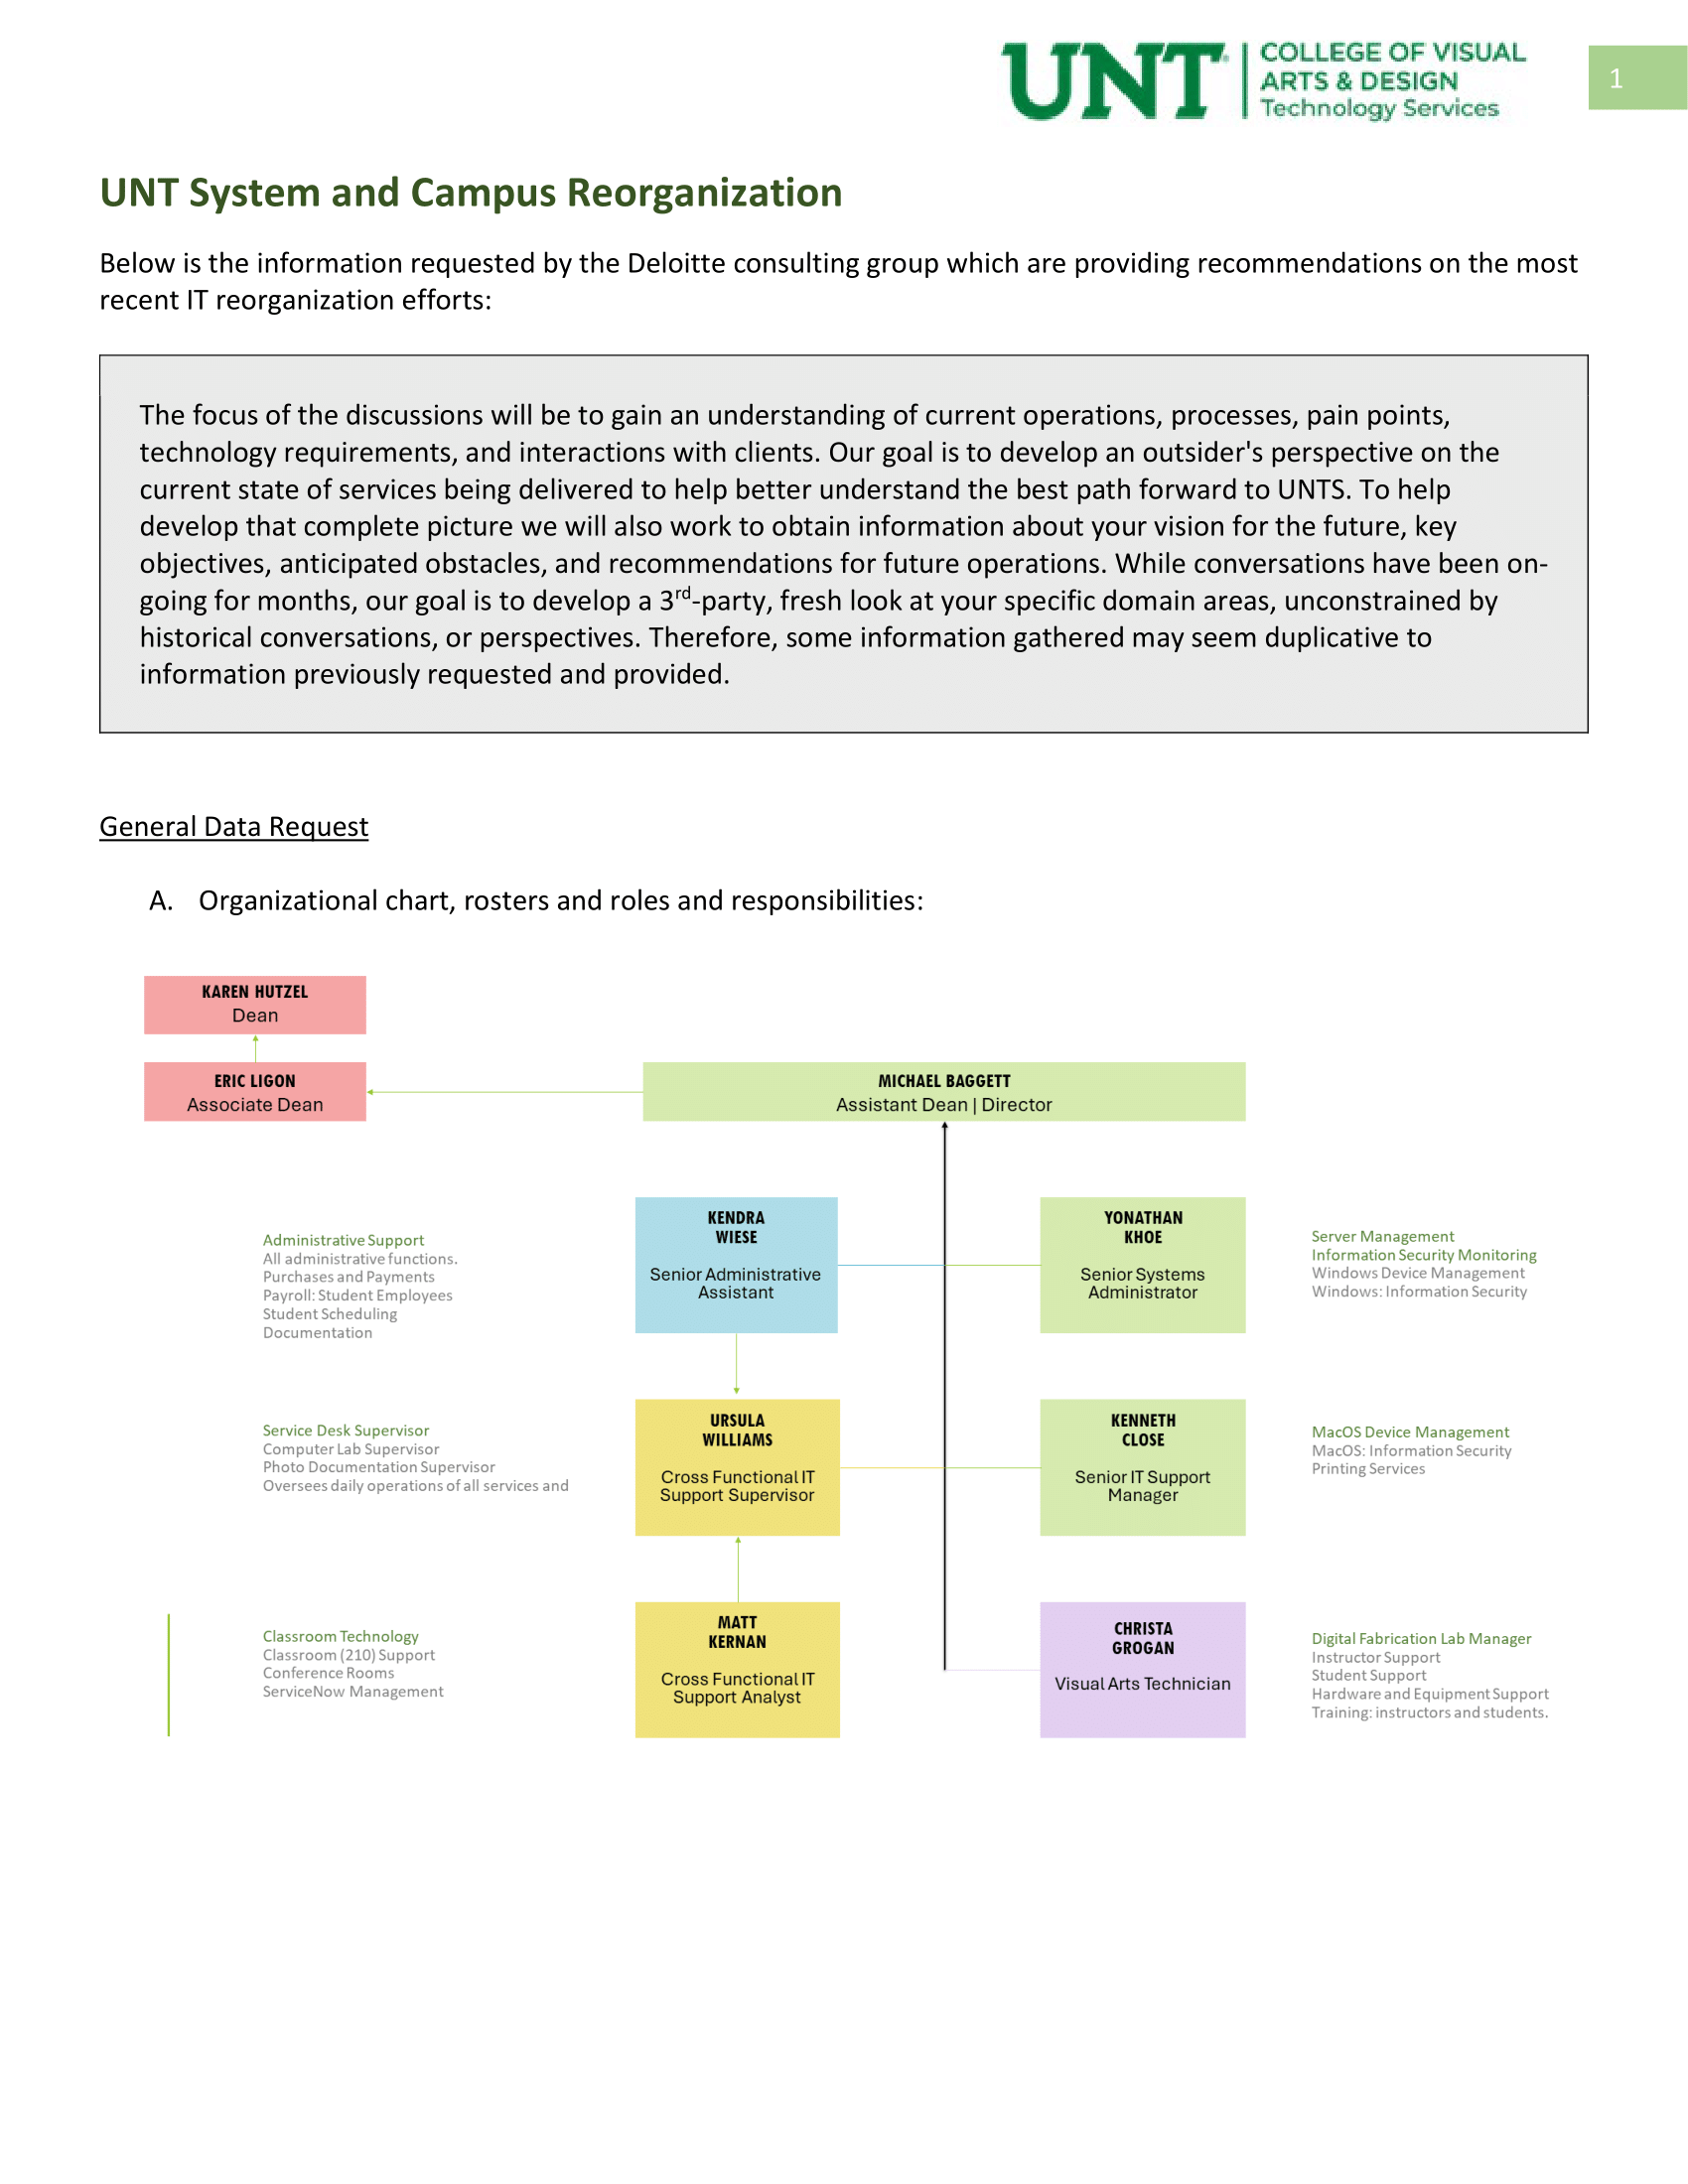 UNT
COLLEGE OF VISUAL
ARTS & DESIGN
Technology Services
1
UNT System and Campus Reorganization
Below is the information requested by the Deloitte consulting group which are providing recommendations on the most
recent IT reorganization efforts:
The focus of the discussions will be to gain an understanding of current operations, processes, pain points,
technology requirements, and interactions with clients. Our goal is to develop an outsider's perspective on the
current state of services being delivered to help better understand the best path forward to UNTS. To help
develop that complete picture we will also work to obtain information about your vision for the future, key
objectives, anticipated obstacles, and recommendations for future operations. While conversations have been on-
going for months, our goal is to develop a 3rd-party, fresh look at your specific domain areas, unconstrained by
historical conversations, or perspectives. Therefore, some information gathered may seem duplicative to
information previously requested and provided.
General Data Request
A. Organizational chart, rosters and roles and responsibilities:
KAREN HUTZEL
Dean
ERIC LIGON
Associate Dean
MICHAEL BAGGETT
Assistant Dean | Director
Administrative Support
All administrative functions.
Purchases and Payments
Payroll: Student Employees
Student Scheduling
Documentation
KENDRA
WIESE
Senior Administrative
Assistant
YONATHAN
KHOE
Senior Systems
Administrator
Server Management
Information Security Monitoring
Windows Device Management
Windows: Information Security
Service Desk Supervisor
Computer Lab Supervisor
Photo Documentation Supervisor
Oversees daily operations of all services and
URSULA
WILLIAMS
Cross Functional IT
Support Supervisor
KENNETH
CLOSE
Senior IT Support
Manager
MacOS Device Management
MacOS: Information Security
Printing Services
Classroom Technology
Classroom (210) Support
Conference Rooms
ServiceNow Management
MATT
KERNAN
Cross Functional IT
Support Analyst
CHRISTA
GROGAN
Visual Arts Technician
Digital Fabrication Lab Manager
Instructor Support
Student Support
Hardware and Equipment Support
Training: instructors and students.